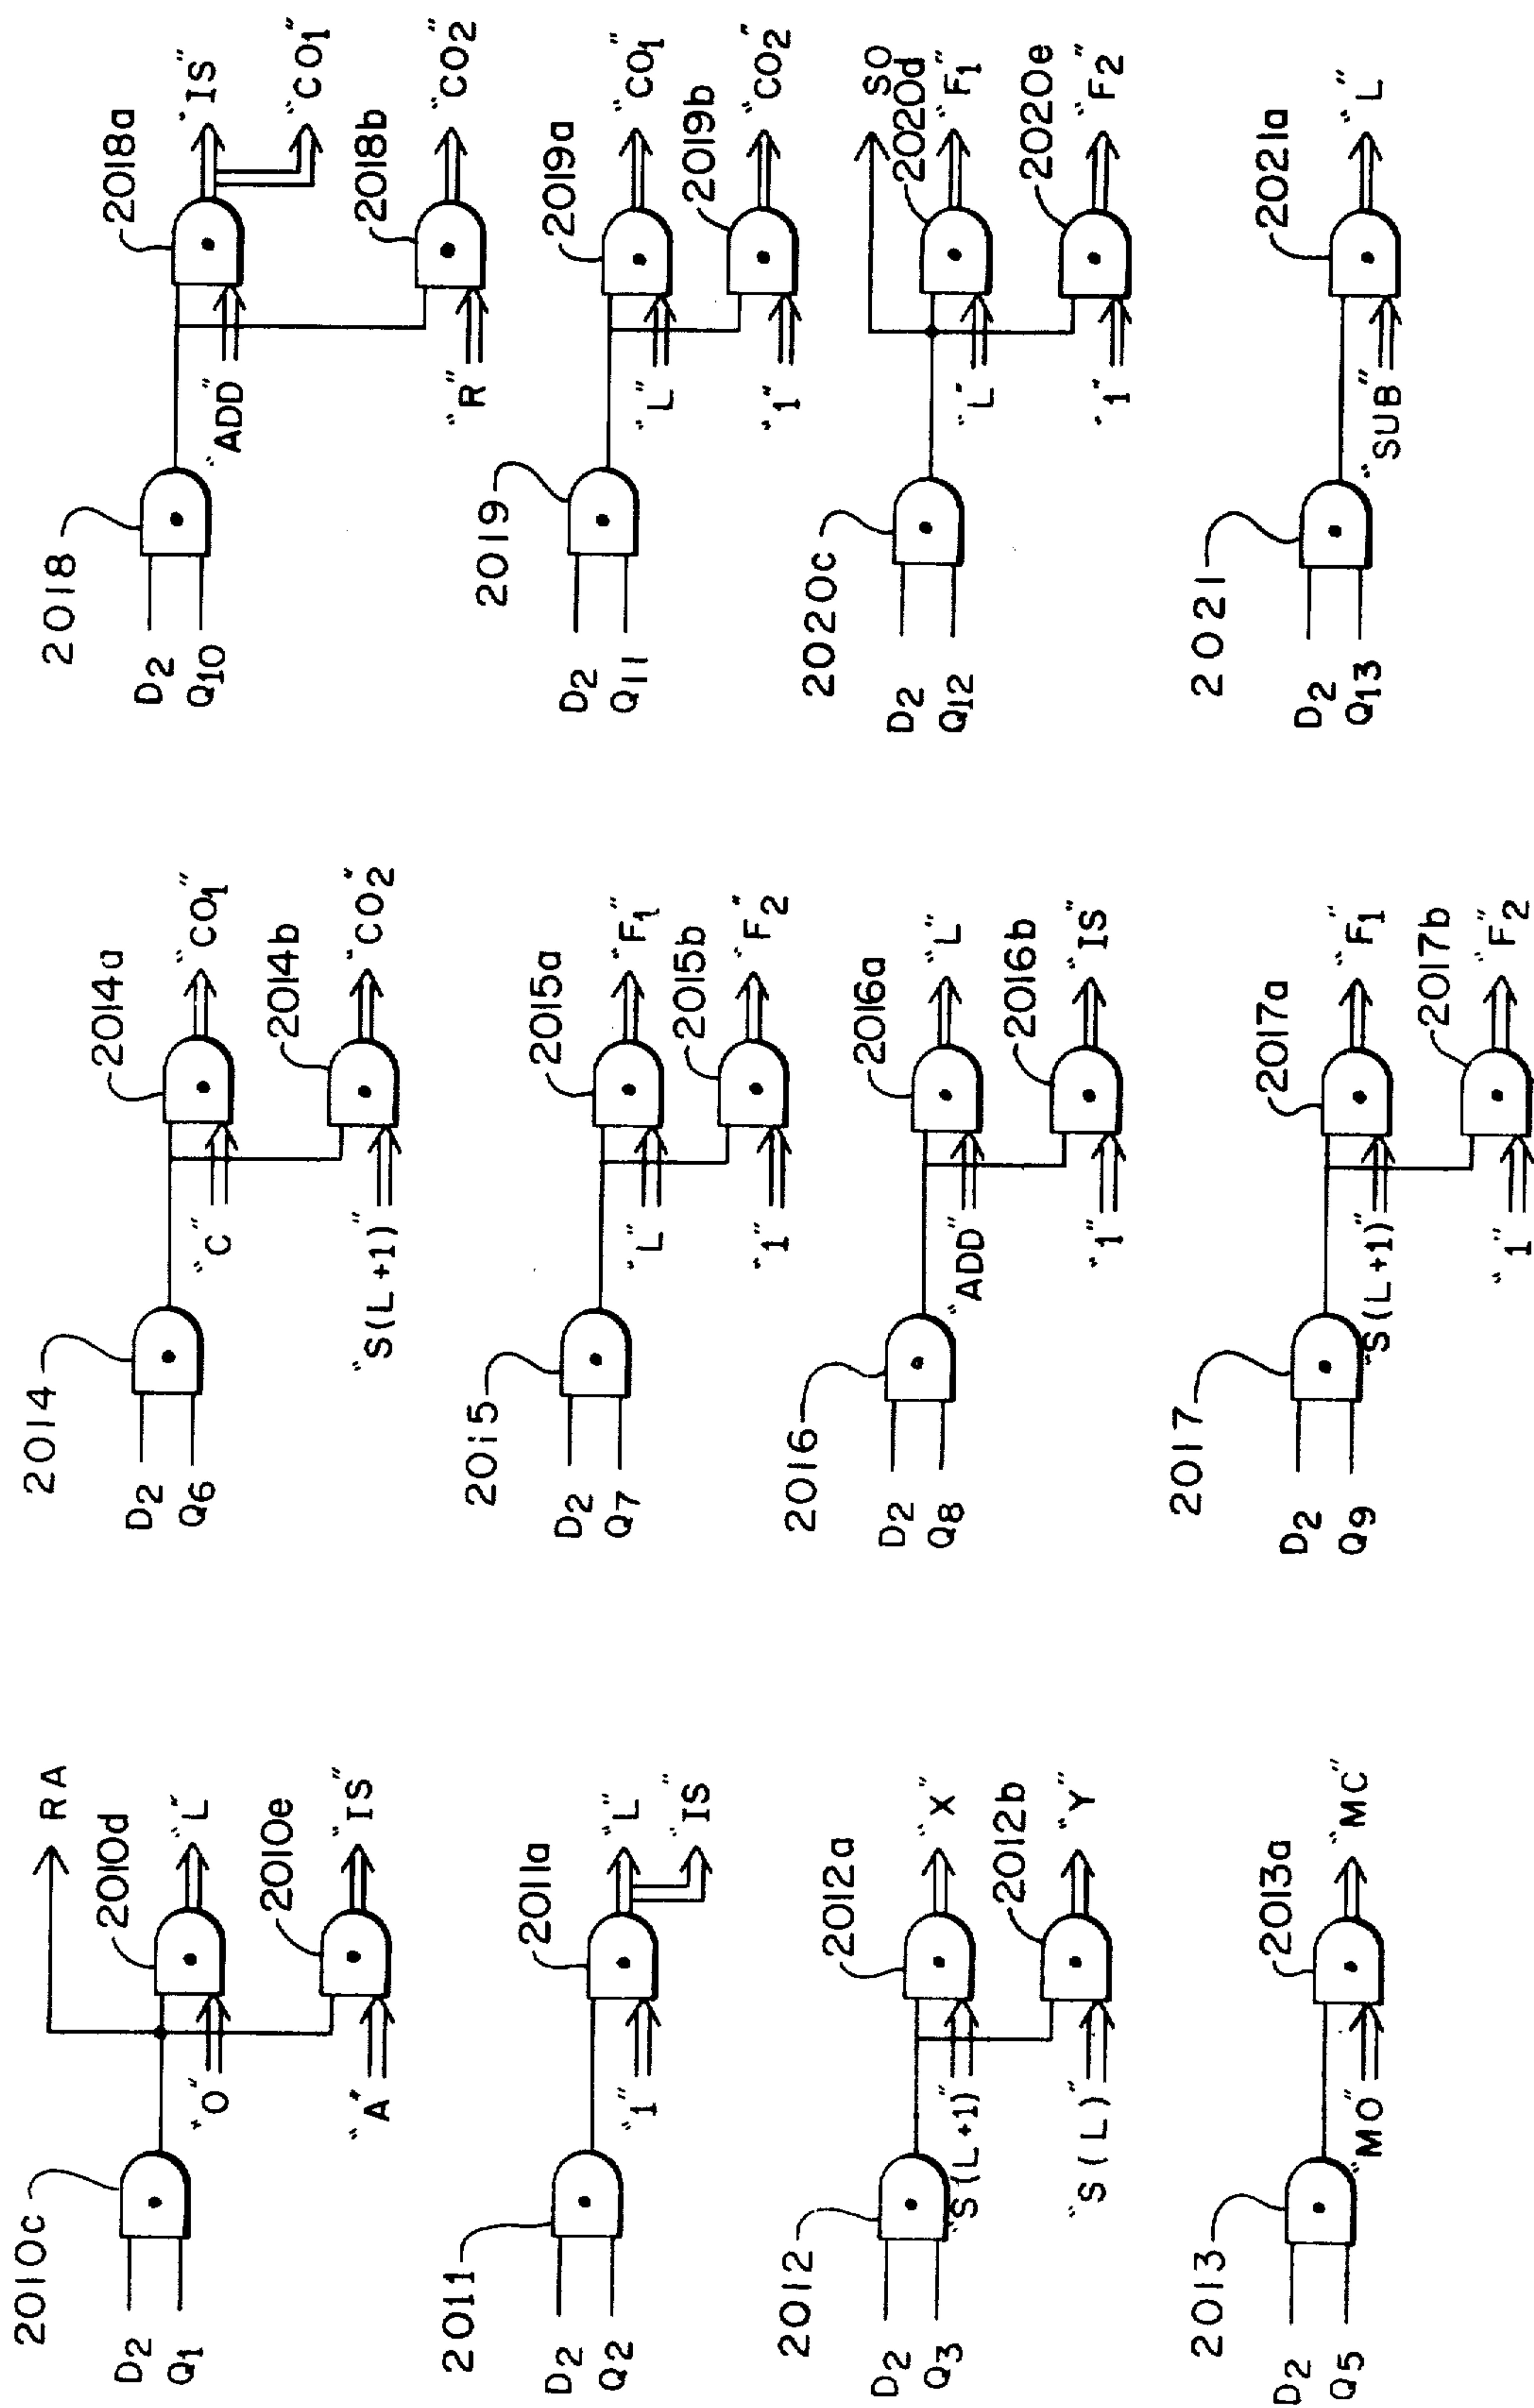 2010c
D2
Q1
RA
2010d
"O"
"L"
2010e
"A"
"IS"
2011
D2
Q2
2011a
"1"
"L"
"IS"
2012
D2
Q3
2012a
"S(L+1)"
"X"
2012b
"S(L)"
"Y"
2013
D2
Q5
2013a
"MO"
"MC"
2014
D2
Q6
2014a
"C"
"CO1"
2014b
"S(L+1)"
"CO2"
2015
D2
Q7
2015a
"L"
"F1"
2015b
"1"
"F2"
2016
D2
Q8
2016a
"ADD"
"L"
2016b
"1"
"IS"
2017
D2
Q9
2017a
"S(L+1)"
"F1"
2017b
"1"
"F2"
2018
D2
Q10
2018a
"ADD"
"IS"
"CO1"
2018b
"R"
"CO2"
2019
D2
Q11
2019a
"L"
"CO1"
2019b
"1"
"CO2"
2020c
D2
Q12
SO
2020d
"L"
"F1"
2020e
"1"
"F2"
2021
D2
Q13
2021a
"SUB"
"L"